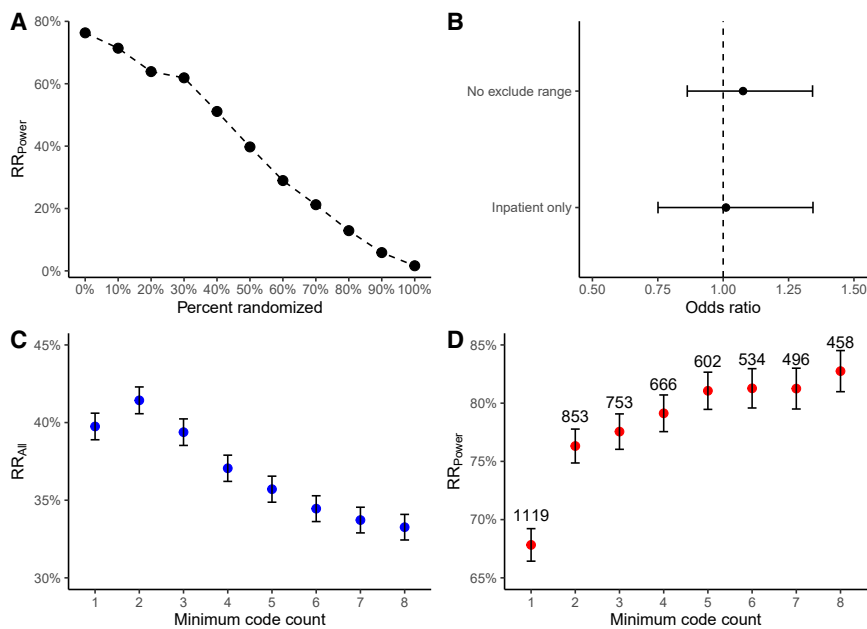 A
80%
60%
40%
20%
0%
RRPower
0% 10% 20% 30% 40% 50% 60% 70% 80% 90% 100%
Percent randomized
B
No exclude range
Inpatient only
0.50 0.75 1.00 1.25 1.50
Odds ratio
C
45%
40%
35%
30%
RRAll
1 2 3 4 5 6 7 8
Minimum code count
D
85%
80%
75%
70%
65%
RRPower
1119 853 753 666 602 534 496 458
1 2 3 4 5 6 7 8
Minimum code count